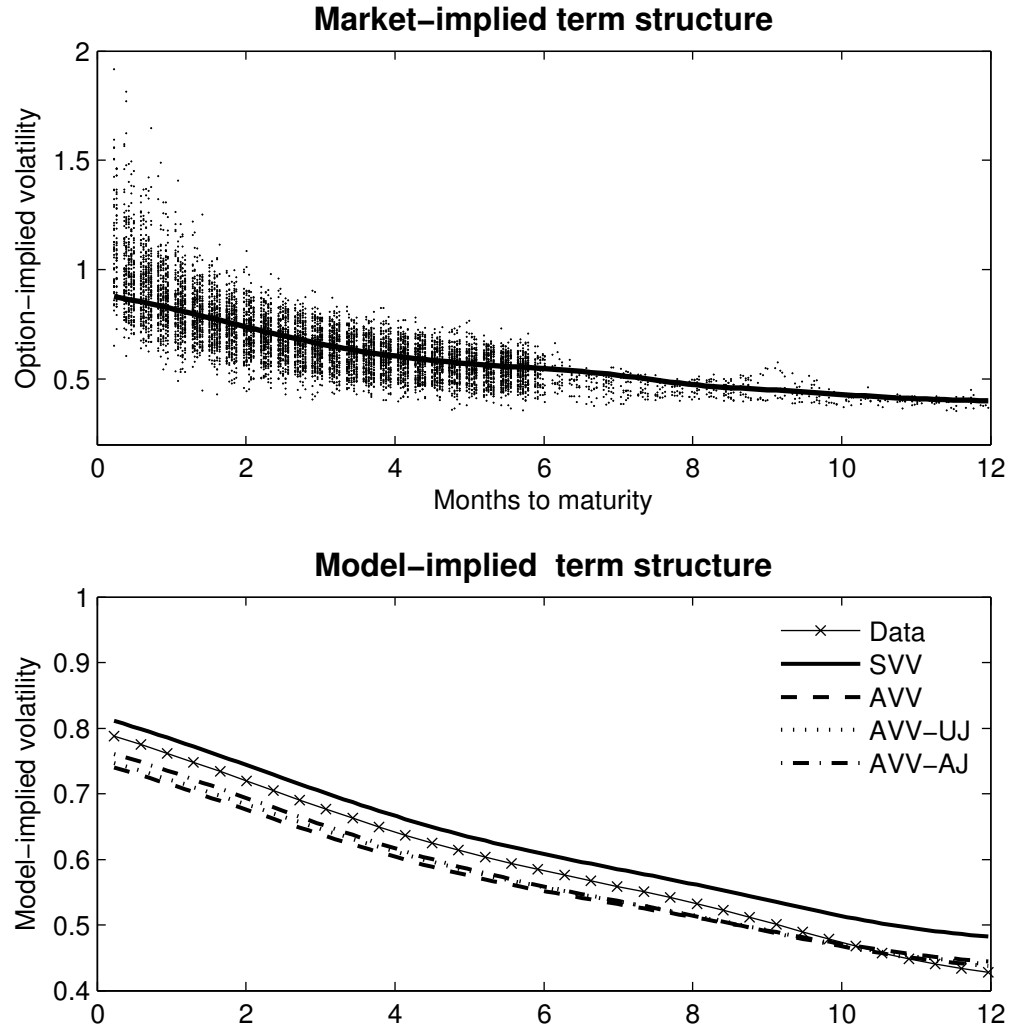 Market–implied term structure
Option–implied volatility
2
1.5
1
0.5
0 2 4 6 8 10 12
Months to maturity
Model–implied term structure
Model–implied volatility
1
0.9
0.8
0.7
0.6
0.5
0.4
Data
SVV
AVV
AVV–UJ
AVV–AJ
0 2 4 6 8 10 12